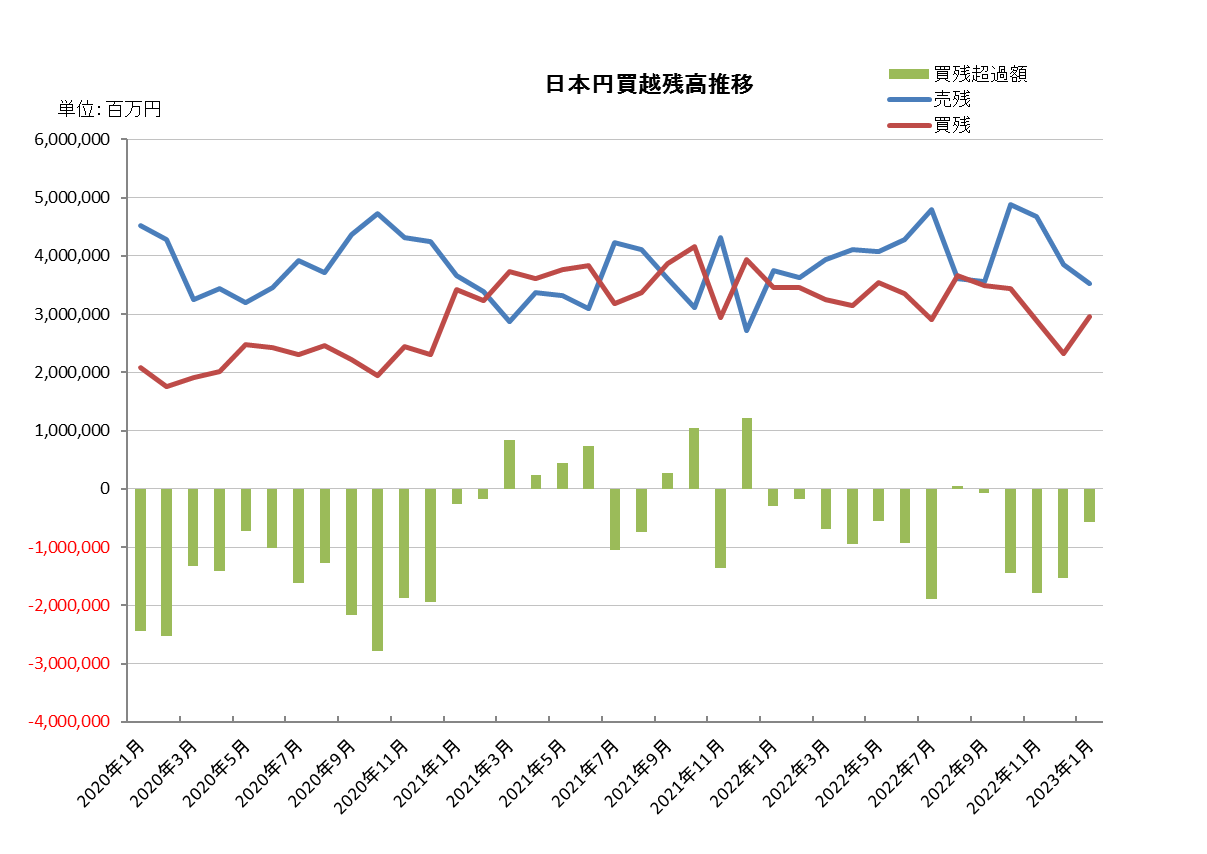 日本円買越残高推移
買残超過額
売残
買残
単位：百万円
6,000,000
5,000,000
4,000,000
3,000,000
2,000,000
1,000,000
0
-1,000,000
-2,000,000
-3,000,000
-4,000,000
2020年1月
2020年3月
2020年5月
2020年7月
2020年9月
2020年11月
2021年1月
2021年3月
2021年5月
2021年7月
2021年9月
2021年11月
2022年1月
2022年3月
2022年5月
2022年7月
2022年9月
2022年11月
2023年1月